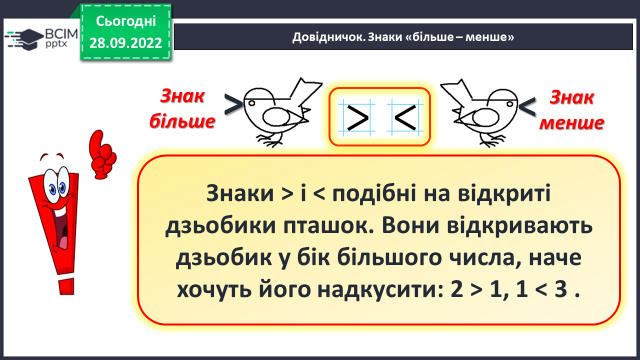 ВСІМ
pptx
Сьогодні
28.09.2022
Довідничок. Знаки «більше – менше»
Знак
більше
>
> <
<
Знак
менше
Знаки > і < подібні на відкриті
дзьобики пташок. Вони відкривають
дзьобик у бік більшого числа, наче
хочуть його надкусити: 2 > 1, 1 < 3 .